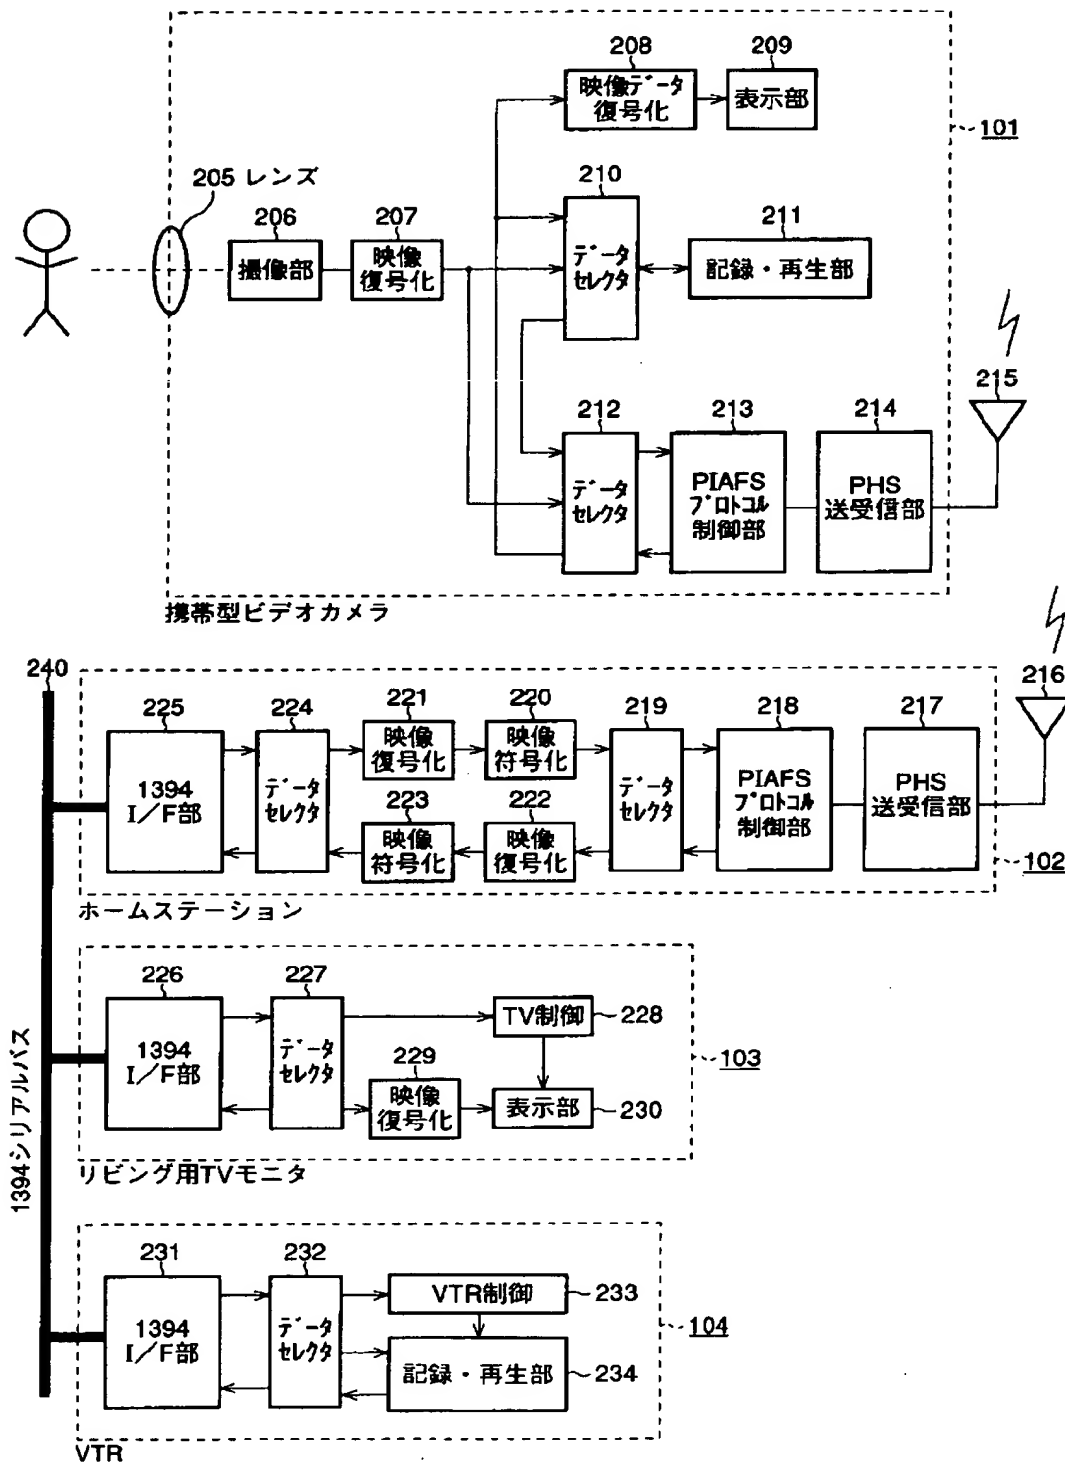 208
209
映像データ
復号化
表示部
101
205 レンズ
210
206
207
211
撮像部
映像
復号化
データ
セレクタ
記録・再生部
215
212
213
214
データ
セレクタ
PIAFS
プロトコル
制御部
PHS
送受信部
携帯型ビデオカメラ
240
216
225
224
221
220
219
218
217
1394
I/F部
データ
セレクタ
映像
復号化
映像
符号化
データ
セレクタ
PIAFS
プロトコル
制御部
PHS
送受信部
223
222
映像
符号化
映像
復号化
102
ホームステーション
226
227
1394
I/F部
データ
セレクタ
TV制御
228
229
映像
復号化
表示部
230
103
リビング用TVモニタ
1394シリアルバス
231
232
1394
I/F部
データ
セレクタ
VTR制御
233
記録・再生部
234
104
VTR